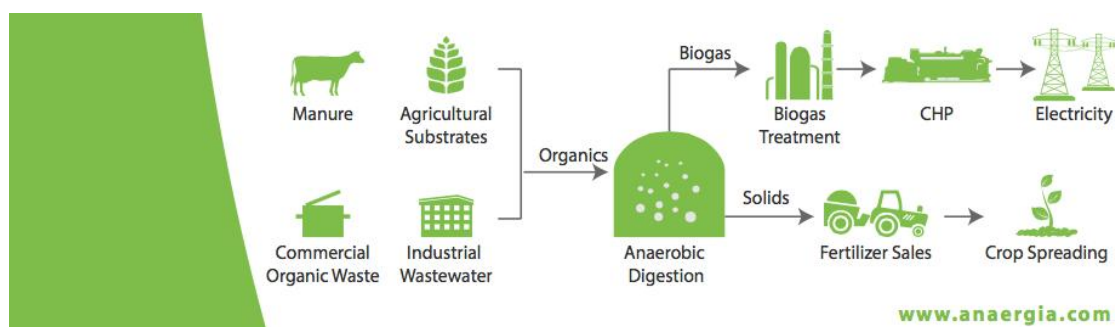 Manure
Agricultural
Substrates
Commercial
Organic Waste
Industrial
Wastewater
Organics
Anaerobic
Digestion
Biogas
Biogas
Treatment
CHP
Electricity
Solids
Fertilizer Sales
Crop Spreading
www.anaergia.com